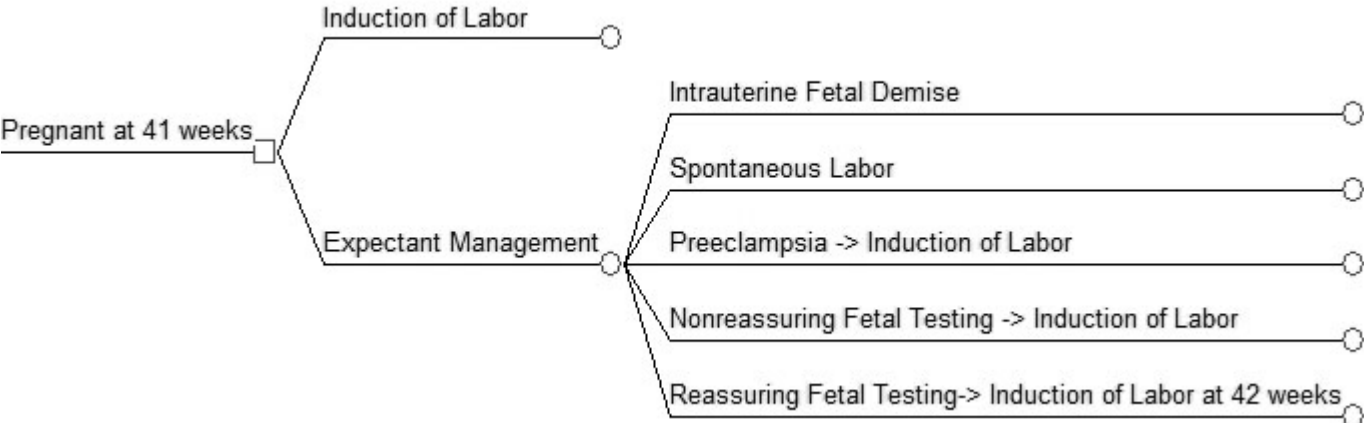 Induction of Labor
Intrauterine Fetal Demise
Pregnant at 41 weeks
Spontaneous Labor
Expectant Management
Preeclampsia -> Induction of Labor
Nonreassuring Fetal Testing -> Induction of Labor
Reassuring Fetal Testing-> Induction of Labor at 42 weeks